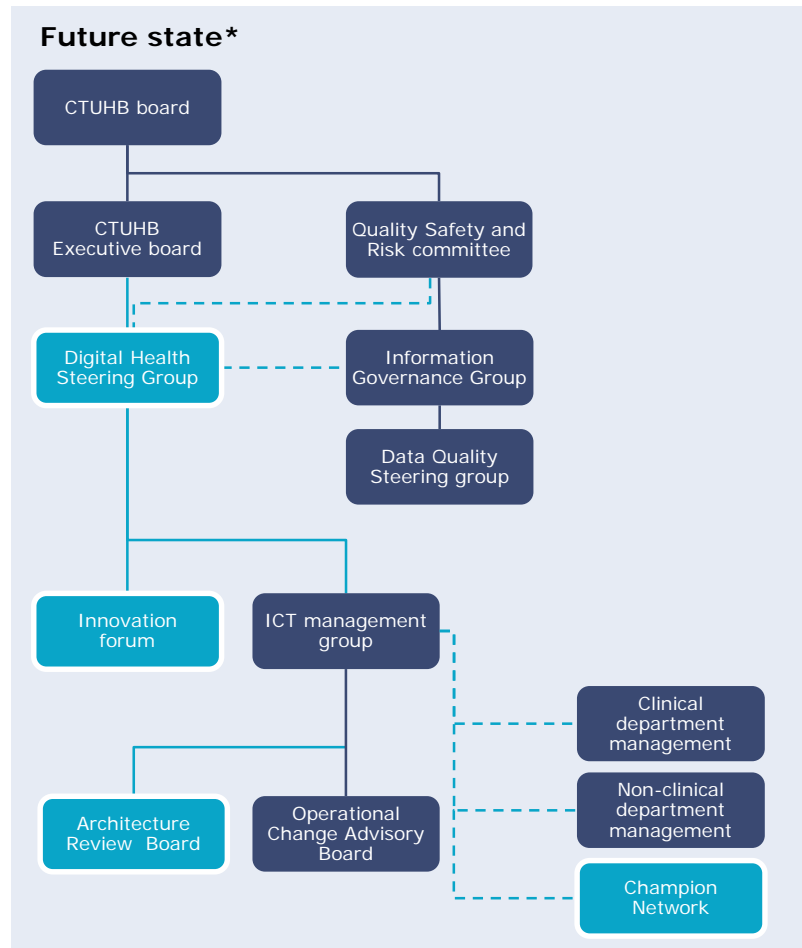 Future state*
CTUHB board
CTUHB
Executive board
Quality Safety and
Risk committee
Digital Health
Steering Group
Information
Governance Group
Data Quality
Steering group
Innovation
forum
ICT management
group
Clinical
department
management
Non-clinical
department
management
Architecture
Review Board
Operational
Change Advisory
Board
Champion
Network